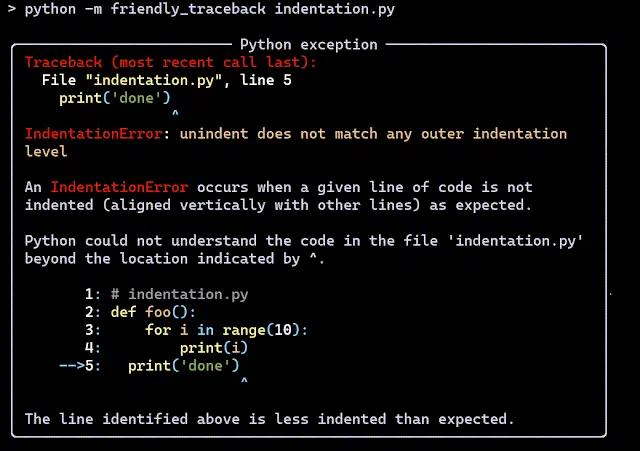 > python -m friendly_traceback indentation.py
Python exception
Traceback (most recent call last):
  File "indentation.py", line 5
    print('done')
                 ^
IndentationError: unindent does not match any outer indentation
level
An IndentationError occurs when a given line of code is not
indented (aligned vertically with other lines) as expected.
Python could not understand the code in the file 'indentation.py'
beyond the location indicated by ^.
       1: # indentation.py
       2: def foo():
       3:     for i in range(10):
       4:         print(i)
    -->5:   print('done')
                         ^
The line identified above is less indented than expected.